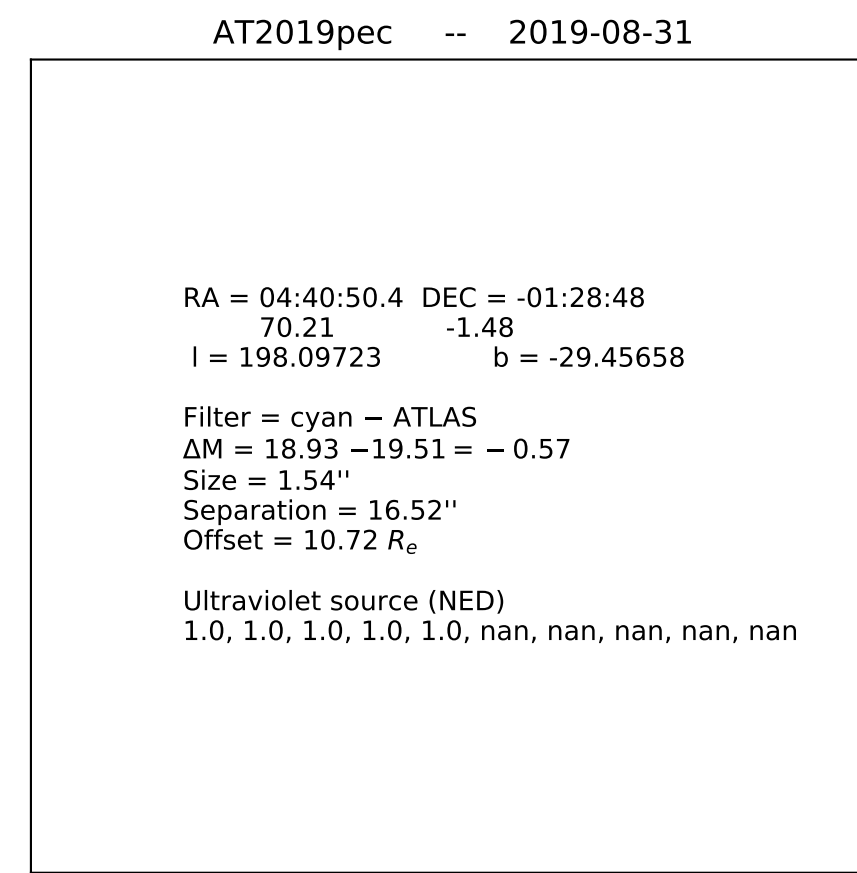 AT2019pec -- 2019-08-31
RA = 04:40:50.4 DEC = -01:28:48
70.21 -1.48
l = 198.09723 b = -29.45658
Filter = cyan − ATLAS
ΔM = 18.93 −19.51 = − 0.57
Size = 1.54''
Separation = 16.52''
Offset = 10.72 Re
Ultraviolet source (NED)
1.0, 1.0, 1.0, 1.0, 1.0, nan, nan, nan, nan, nan